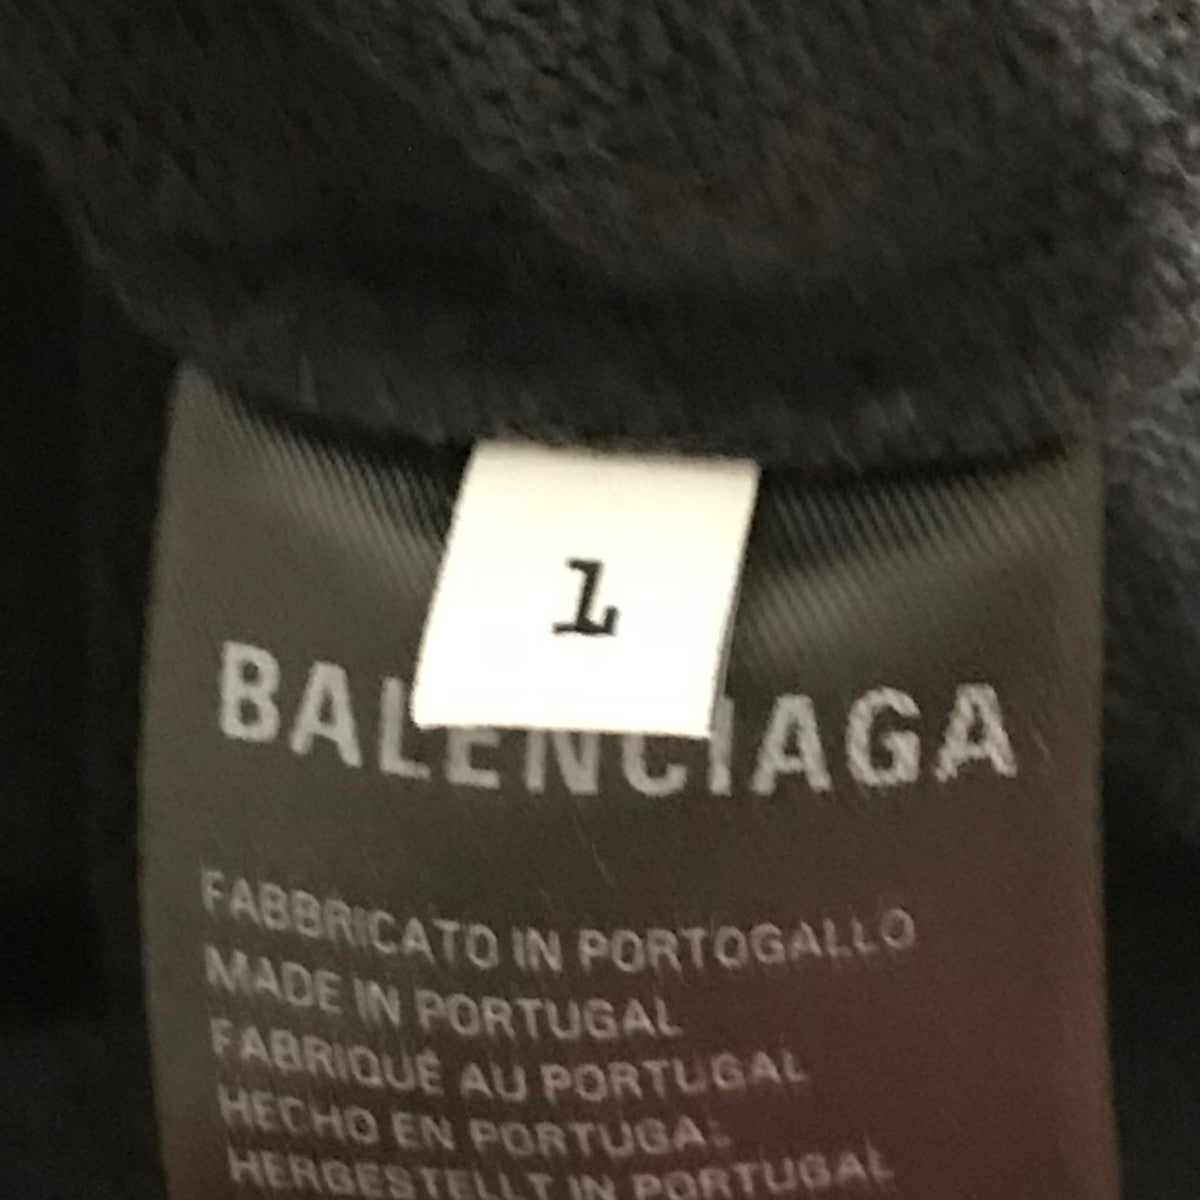 L
BALENCIAGA
FABBRICATO IN PORTOGALLO
MADE IN PORTUGAL
FABRIQUÉ AU PORTUGAL
HECHO EN PORTUGAL
HERGESTELLT IN PORTUGAL